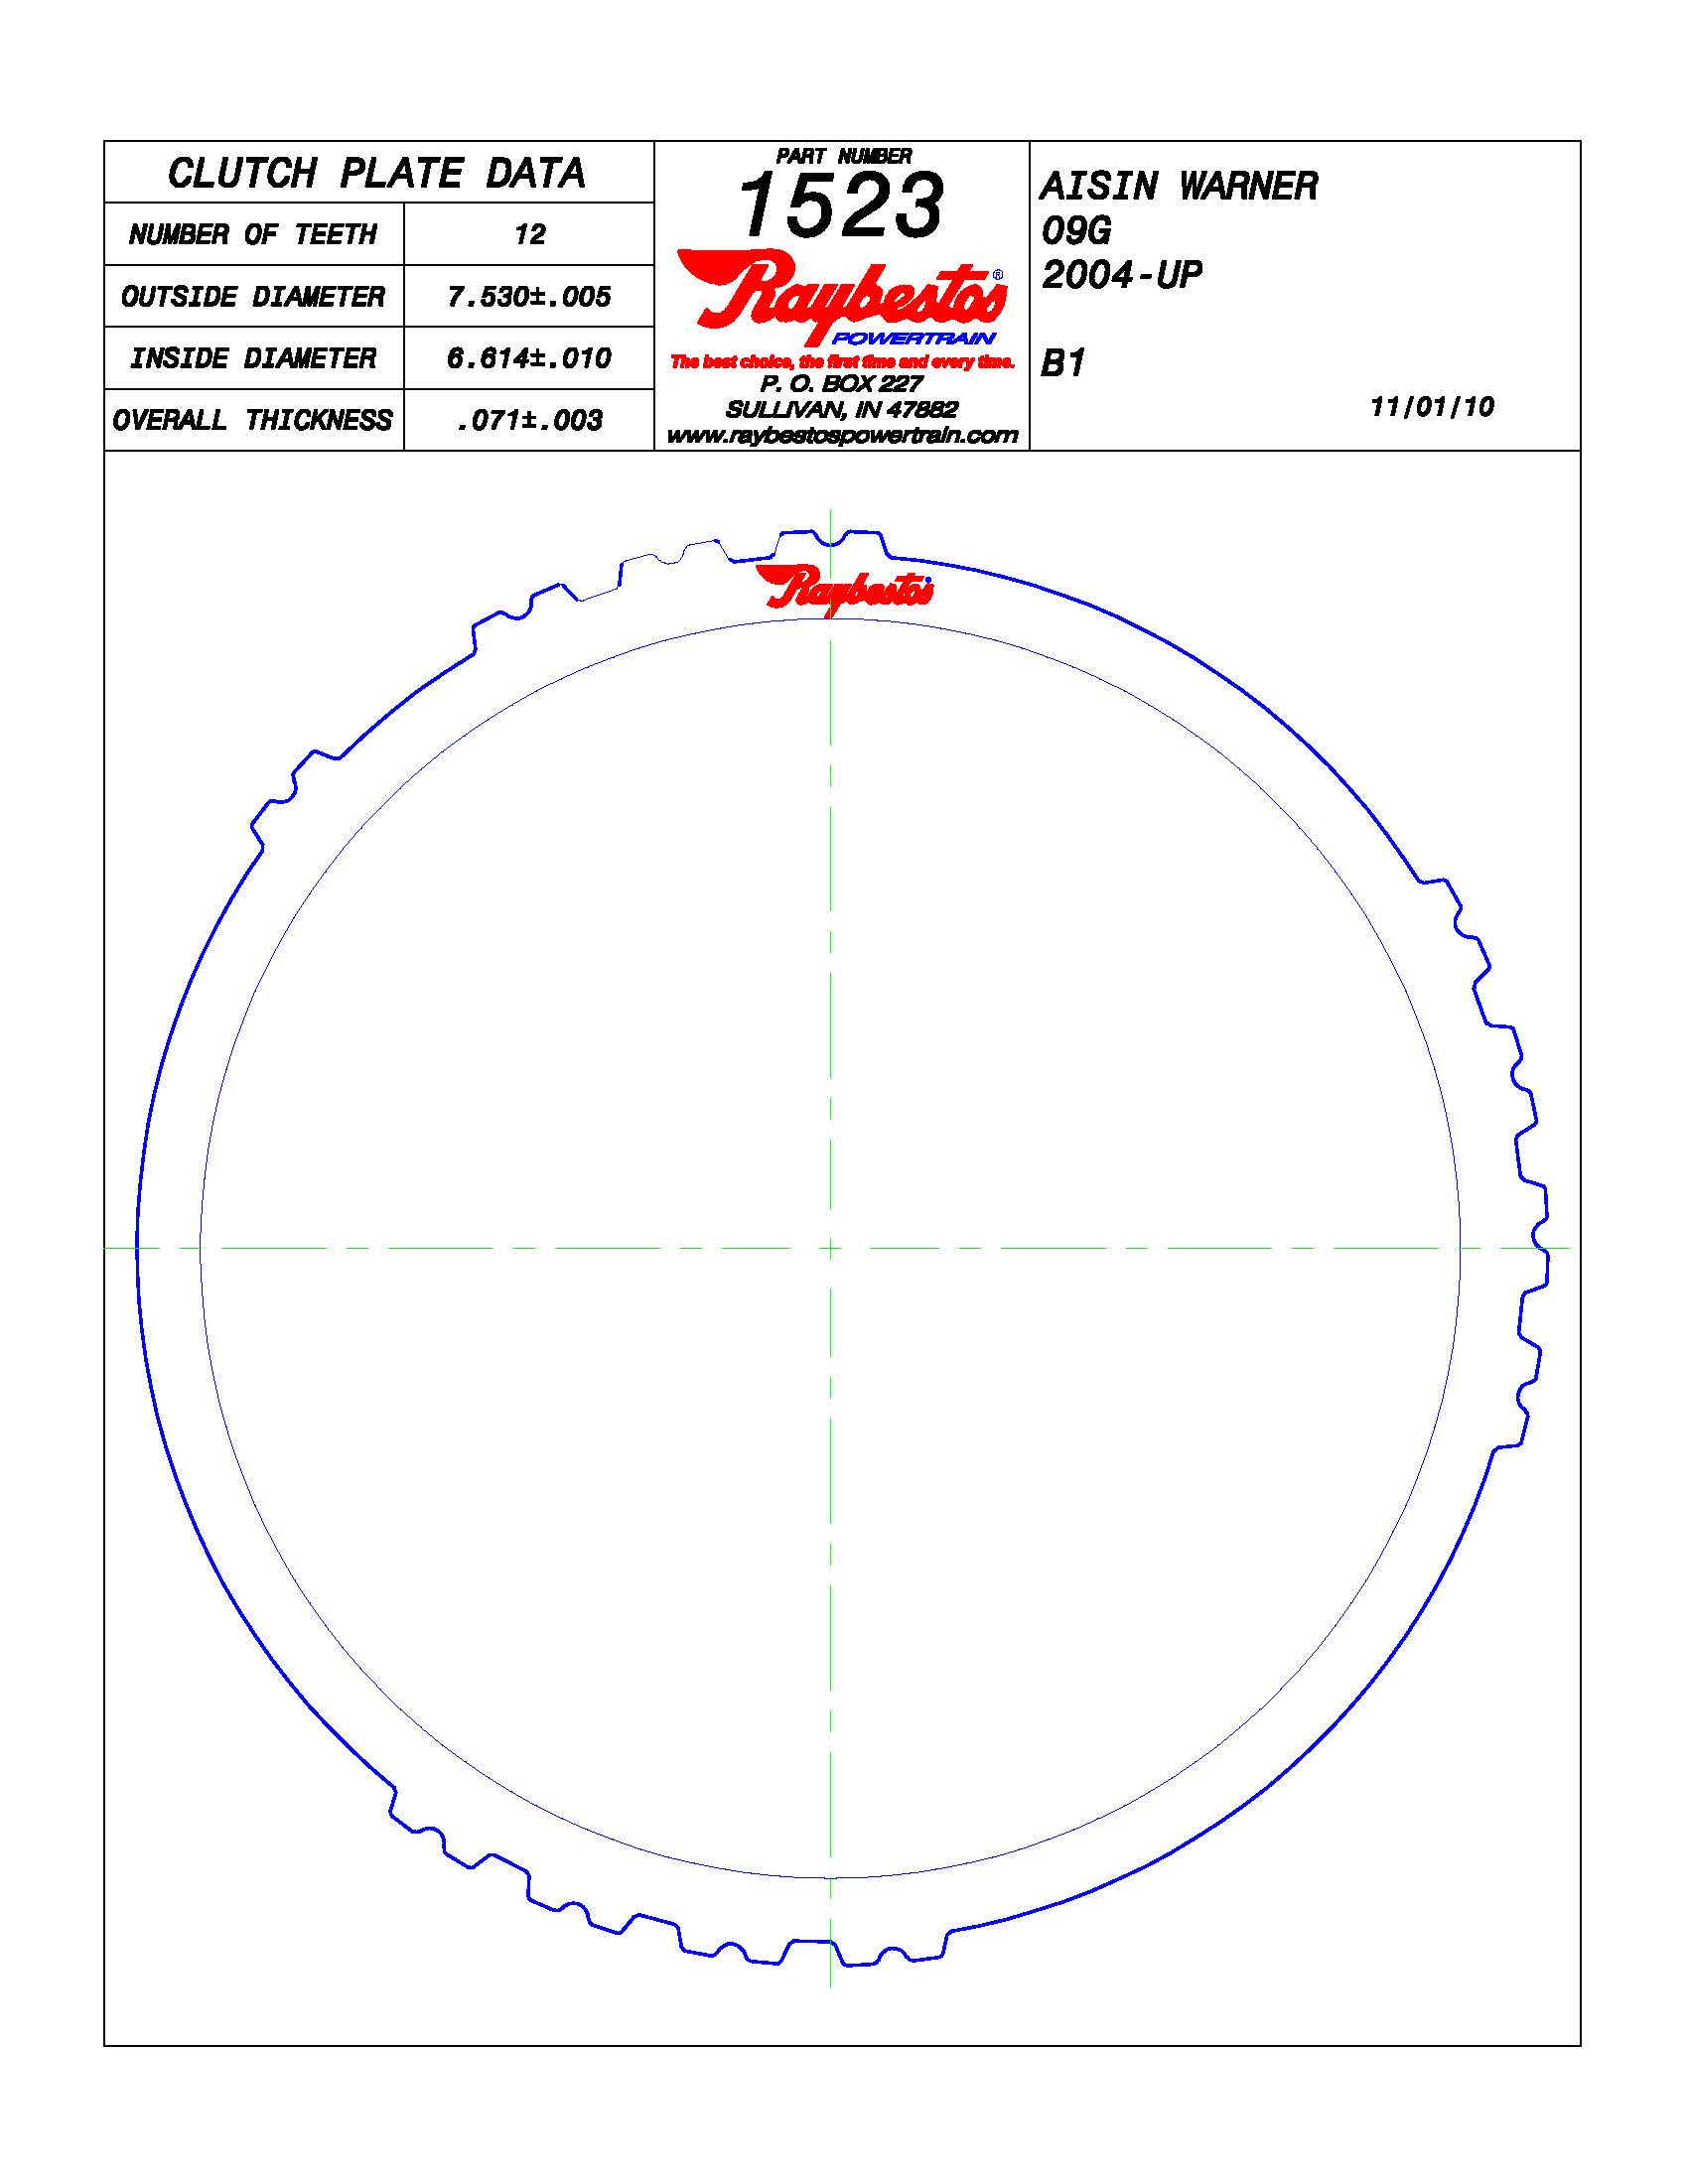 CLUTCH PLATE DATA
NUMBER OF TEETH 12
OUTSIDE DIAMETER 7.530±.005
INSIDE DIAMETER 6.614±.010
OVERALL THICKNESS .071±.003
PART NUMBER
1523
Raybestos®
POWERTRAIN
The best choice, the first time and every time.
P. O. BOX 227
SULLIVAN, IN 47882
www.raybestospowertrain.com
AISIN WARNER
09G
2004-UP
B1
11/01/10
Raybestos